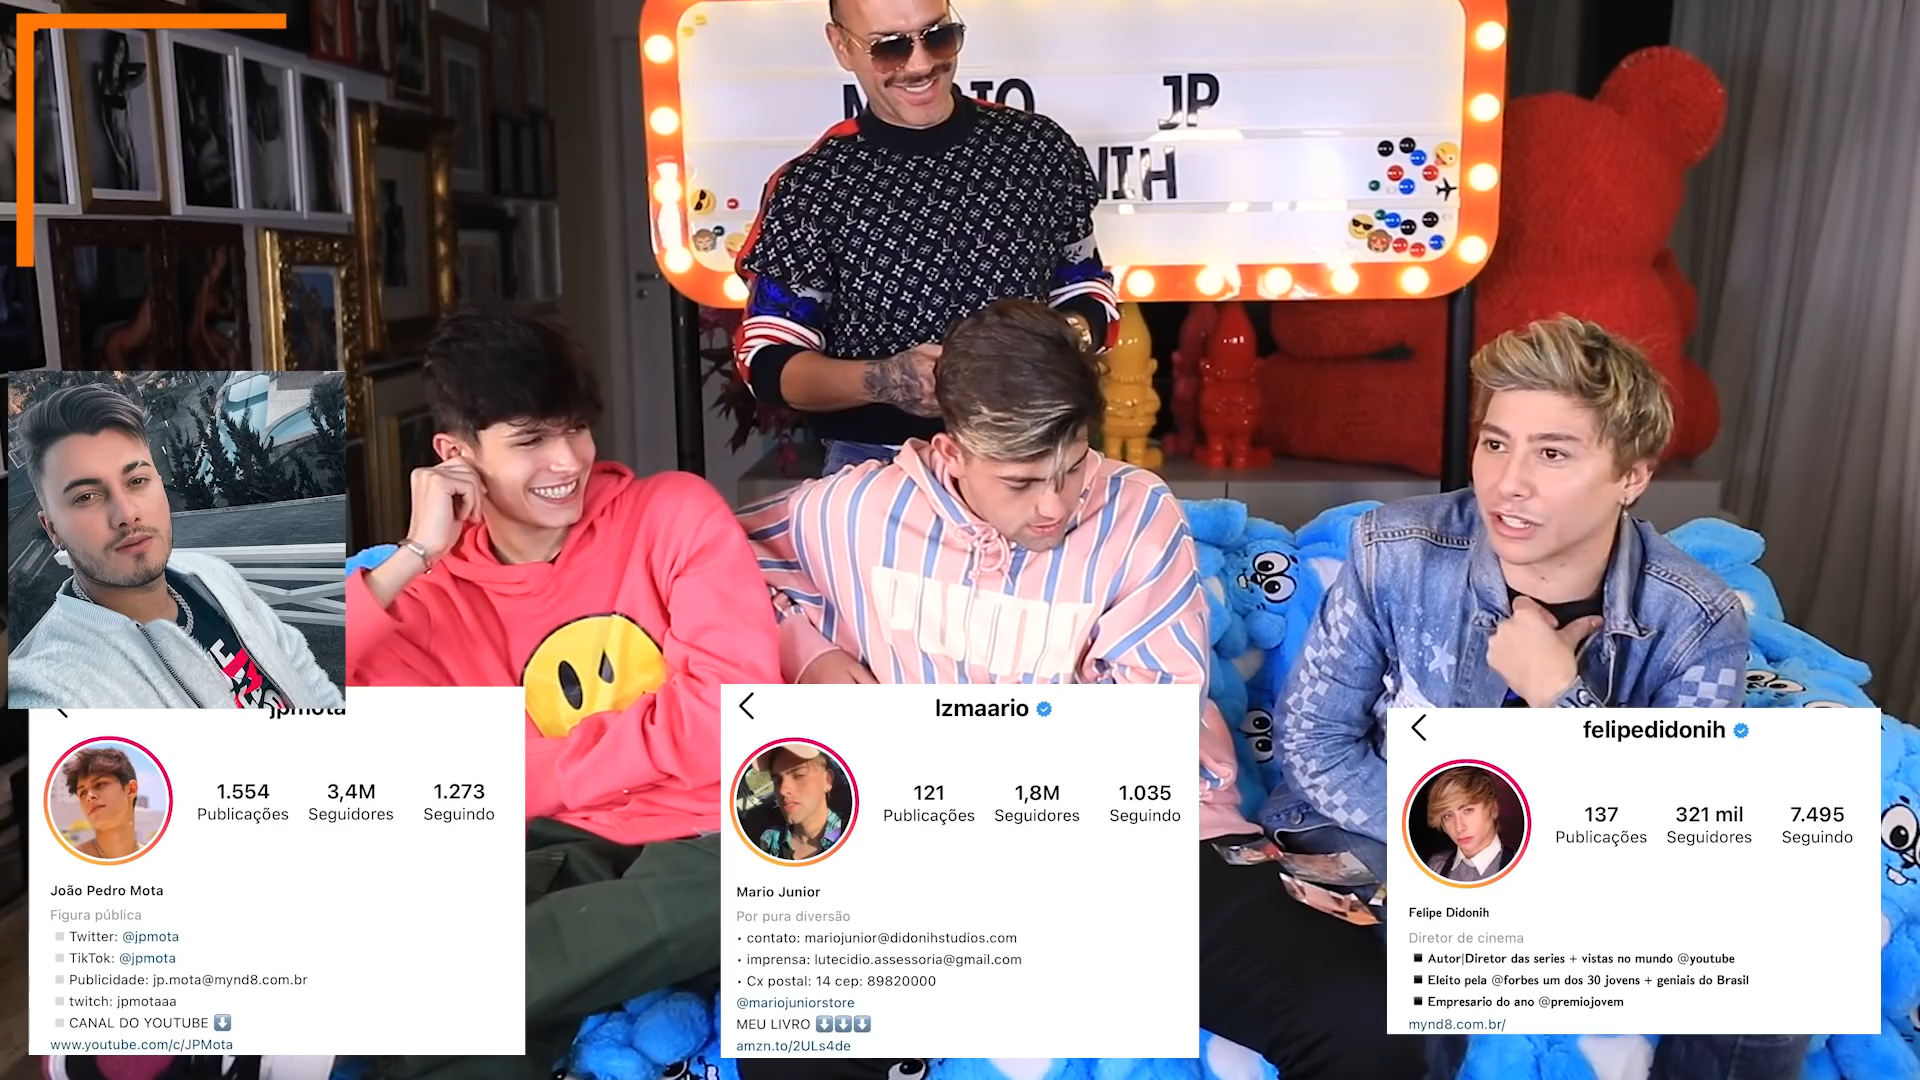 JP
NIH
PUMA
jpmota
1.554 3,4M 1.273
Publicações Seguidores Seguindo
João Pedro Mota
Figura pública
Twitter: @jpmota
TikTok: @jpmota
Publicidade: jp.mota@mynd8.com.br
twitch: jpmotaaa
CANAL DO YOUTUBE
www.youtube.com/c/JPMota
lzmaario
121 1,8M 1.035
Publicações Seguidores Seguindo
Mario Junior
Por pura diversão
• contato: mariojunior@didonihstudios.com
• imprensa: lutecidio.assessoria@gmail.com
• Cx postal: 14 cep: 89820000
@mariojuniorstore
MEU LIVRO
amzn.to/2ULs4de
felipedidonih
137 321 mil 7.495
Publicações Seguidores Seguindo
Felipe Didonih
Diretor de cinema
Autor|Diretor das series + vistas no mundo @youtube
Eleito pela @forbes um dos 30 jovens + geniais do Brasil
Empresario do ano @premiojovem
mynd8.com.br/